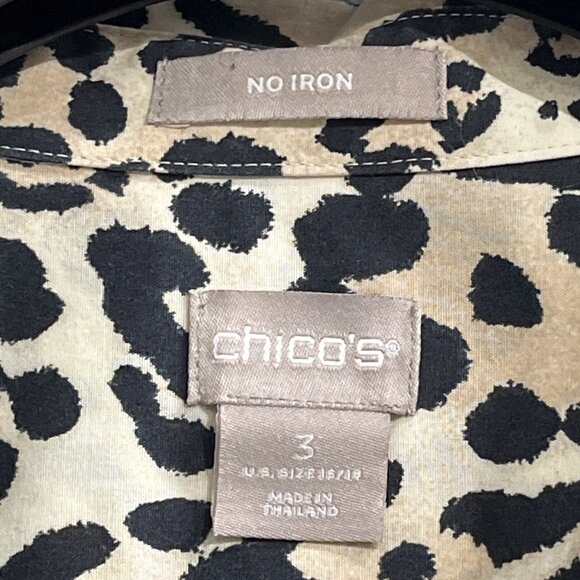 NO IRON
chico's®
3
U.S. SIZE 16/18
MADE IN
THAILAND